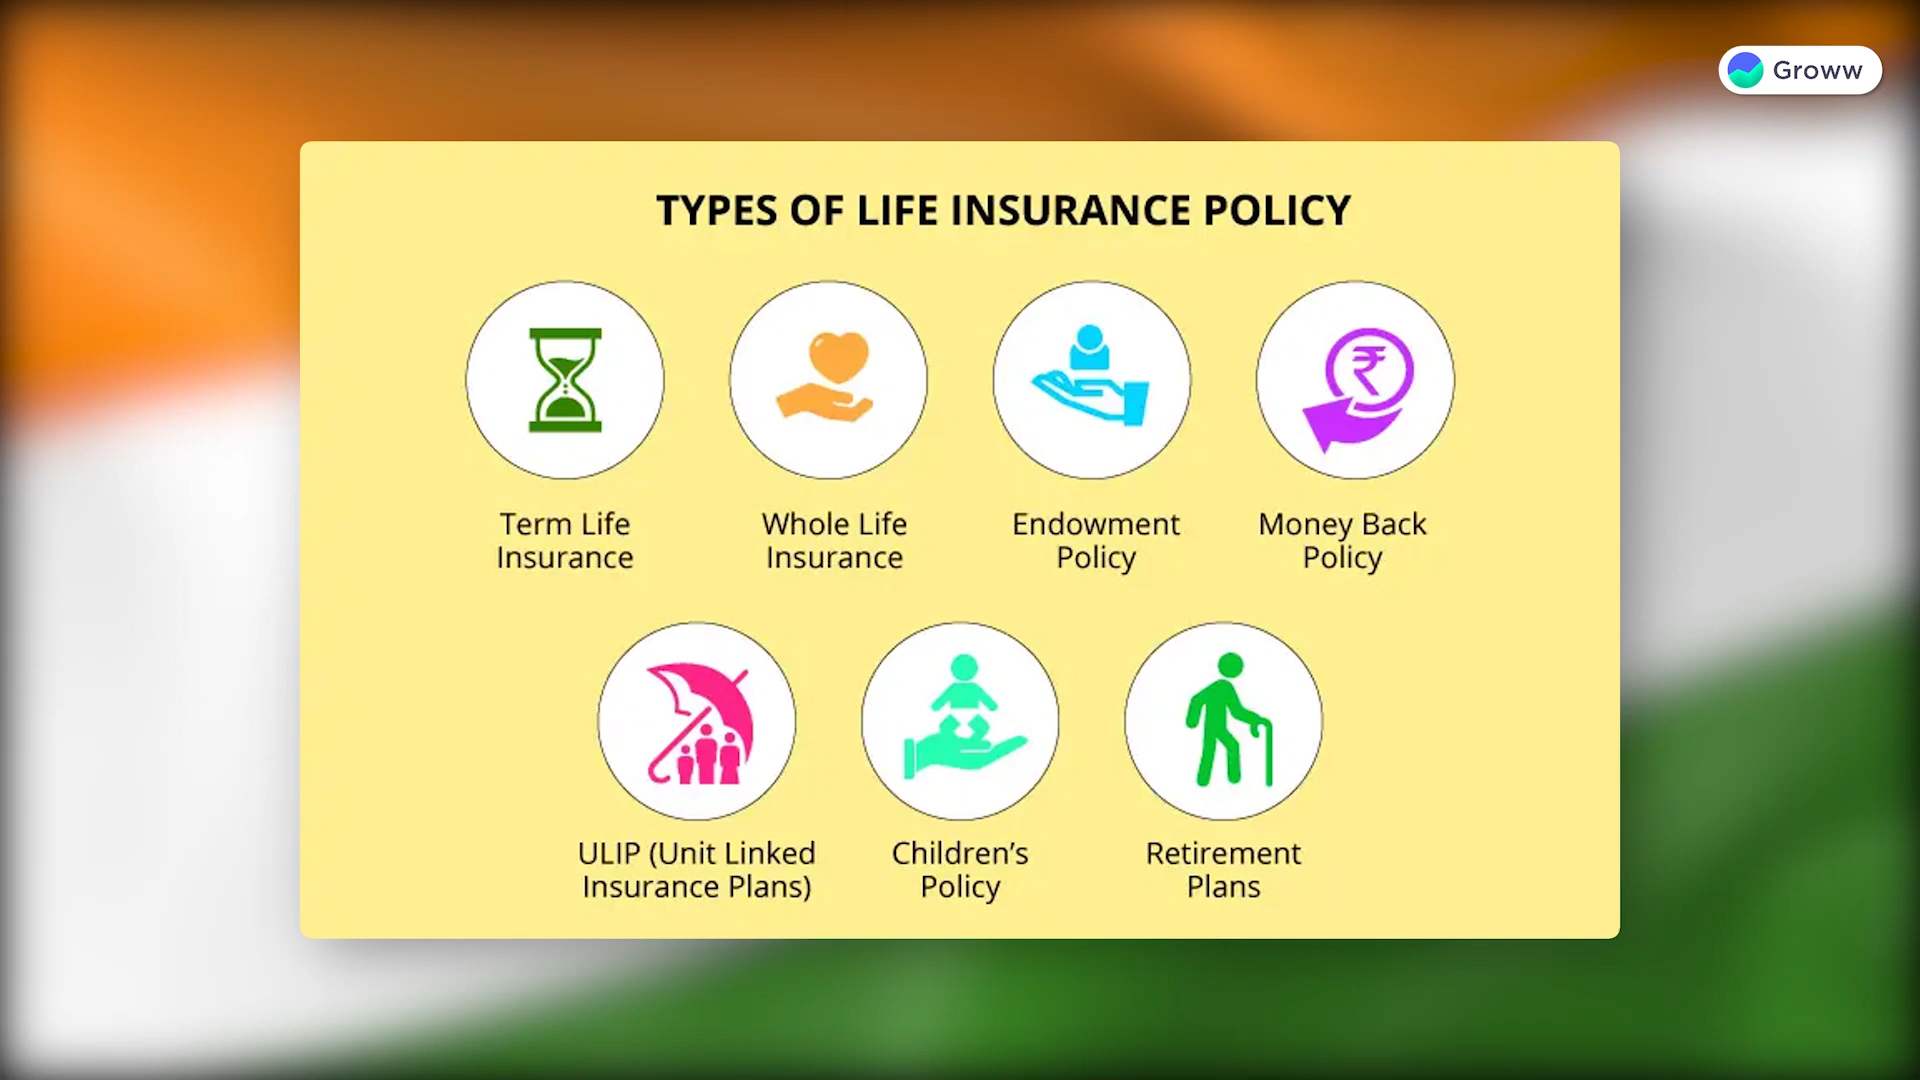 Groww
TYPES OF LIFE INSURANCE POLICY
Term Life
Insurance
Whole Life
Insurance
Endowment
Policy
₹
Money Back
Policy
ULIP (Unit Linked
Insurance Plans)
Children’s
Policy
Retirement
Plans